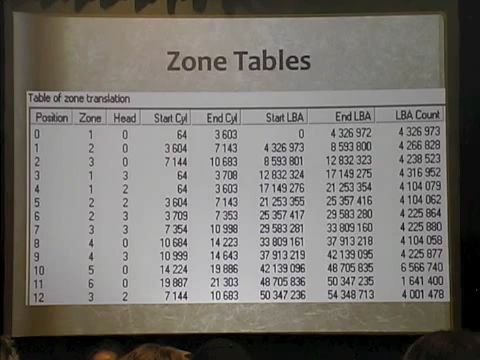 Zone Tables
Table of zone translation
Position Zone Head Start Cyl End Cyl Start LBA End LBA LBA Count
0 1 0 64 3 603 0 4 326 972 4 326 973
1 2 0 3 604 7 143 4 326 973 8 593 800 4 266 828
2 3 0 7 144 10 683 8 593 801 12 832 323 4 238 523
3 1 3 64 3 708 12 832 324 17 149 275 4 316 952
4 1 2 64 3 603 17 149 276 21 253 354 4 104 079
5 2 2 3 604 7 143 21 253 355 25 357 416 4 104 062
6 2 3 3 709 7 353 25 357 417 29 583 280 4 225 864
7 3 3 7 354 10 998 29 583 281 33 809 160 4 225 880
8 4 0 10 684 14 223 33 809 161 37 913 218 4 104 058
9 4 3 10 999 14 643 37 913 219 42 139 095 4 225 877
10 5 0 14 224 19 886 42 139 096 48 705 835 6 566 740
11 6 0 19 887 21 303 48 705 836 50 347 235 1 641 400
12 3 2 7 144 10 683 50 347 236 54 348 713 4 001 478